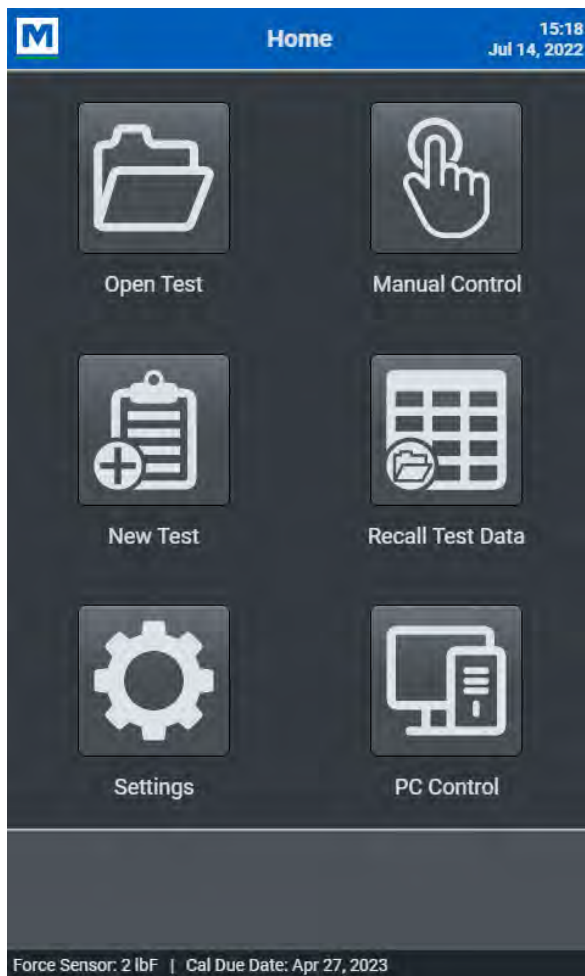 M
Home
15:18
Jul 14, 2022
Open Test
Manual Control
New Test
Recall Test Data
Settings
PC Control
Force Sensor: 2 lbF | Cal Due Date: Apr 27, 2023